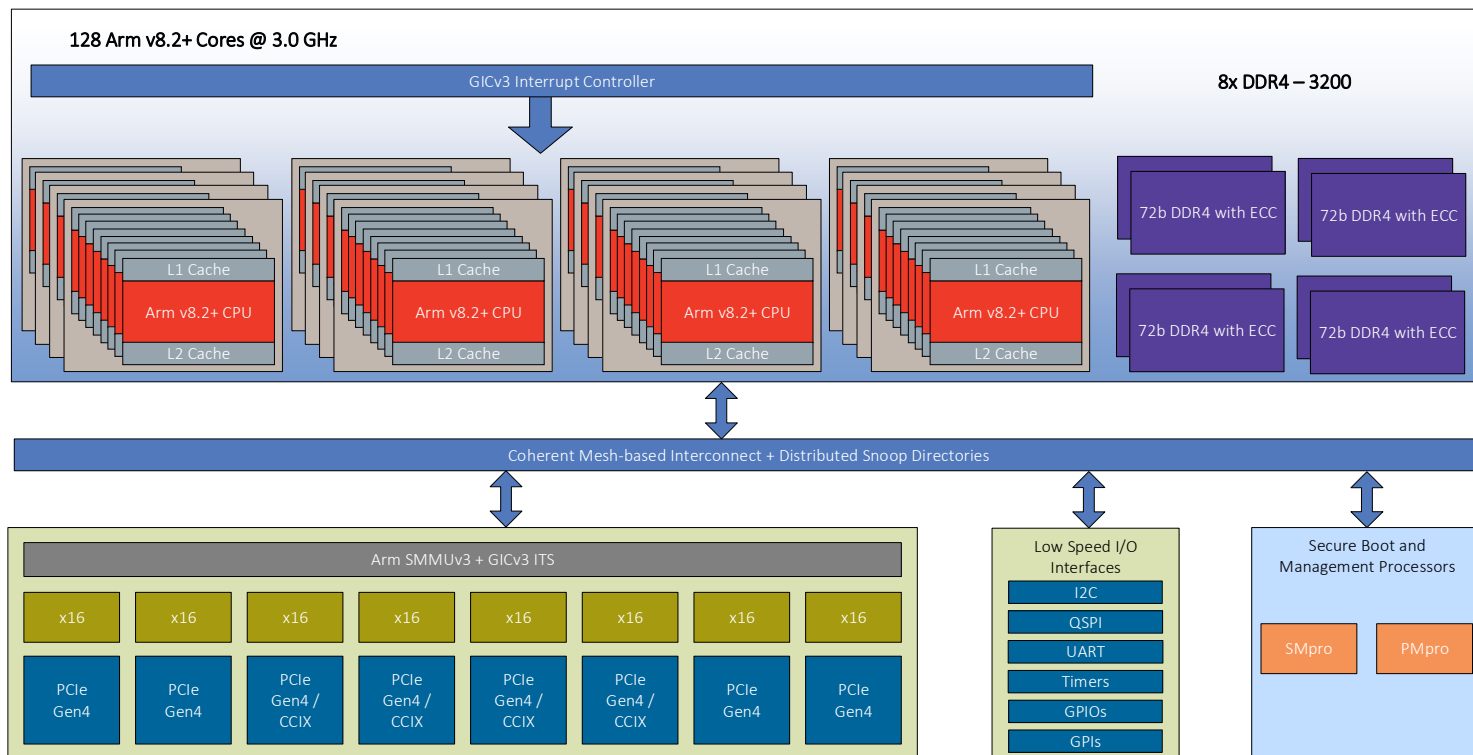 128 Arm v8.2+ Cores @ 3.0 GHz
GICv3 Interrupt Controller
8x DDR4 – 3200
72b DDR4 with ECC
72b DDR4 with ECC
L1 Cache
L1 Cache
L1 Cache
L1 Cache
Arm v8.2+ CPU
Arm v8.2+ CPU
Arm v8.2+ CPU
Arm v8.2+ CPU
72b DDR4 with ECC
72b DDR4 with ECC
L2 Cache
L2 Cache
L2 Cache
L2 Cache
Coherent Mesh-based Interconnect + Distributed Snoop Directories
Arm SMMUv3 + GICv3 ITS
x16
x16
x16
x16
x16
x16
x16
x16
PCIe
Gen4
PCIe
Gen4
PCIe
Gen4 /
CCIX
PCIe
Gen4 /
CCIX
PCIe
Gen4 /
CCIX
PCIe
Gen4 /
CCIX
PCIe
Gen4
PCIe
Gen4
Low Speed I/O
Interfaces
I2C
QSPI
UART
Timers
GPIOs
GPIs
Secure Boot and
Management Processors
SMpro
PMpro